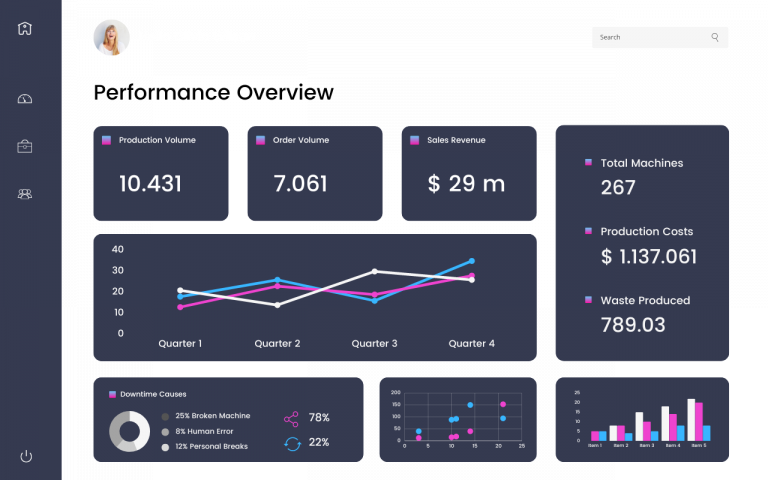 Search
Performance Overview
Production Volume
10.431
Order Volume
7.061
Sales Revenue
$ 29 m
Total Machines
267
Production Costs
$ 1.137.061
Waste Produced
789.03
40
30
20
10
0
Quarter 1 Quarter 2 Quarter 3 Quarter 4
Downtime Causes
25% Broken Machine
8% Human Error
12% Personal Breaks
78%
22%
200
150
100
50
0
0 5 10 15 20 25
25
20
15
10
5
0
Item 1 Item 2 Item 3 Item 4 Item 5